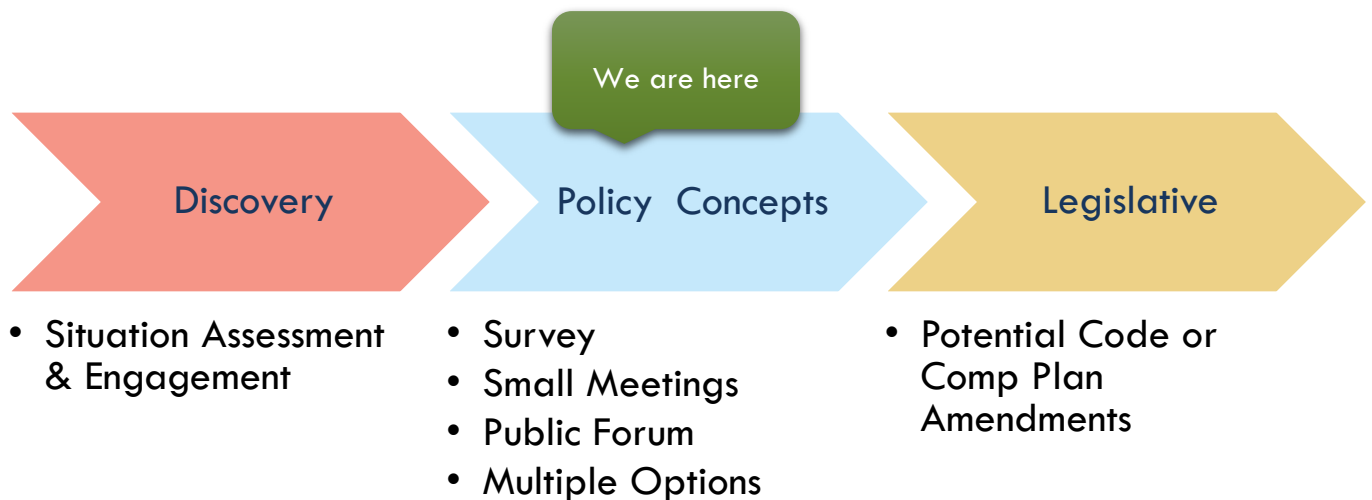 We are here
Discovery
Policy Concepts
Legislative
• Situation Assessment
& Engagement
• Survey
• Small Meetings
• Public Forum
• Multiple Options
• Potential Code or
Comp Plan
Amendments